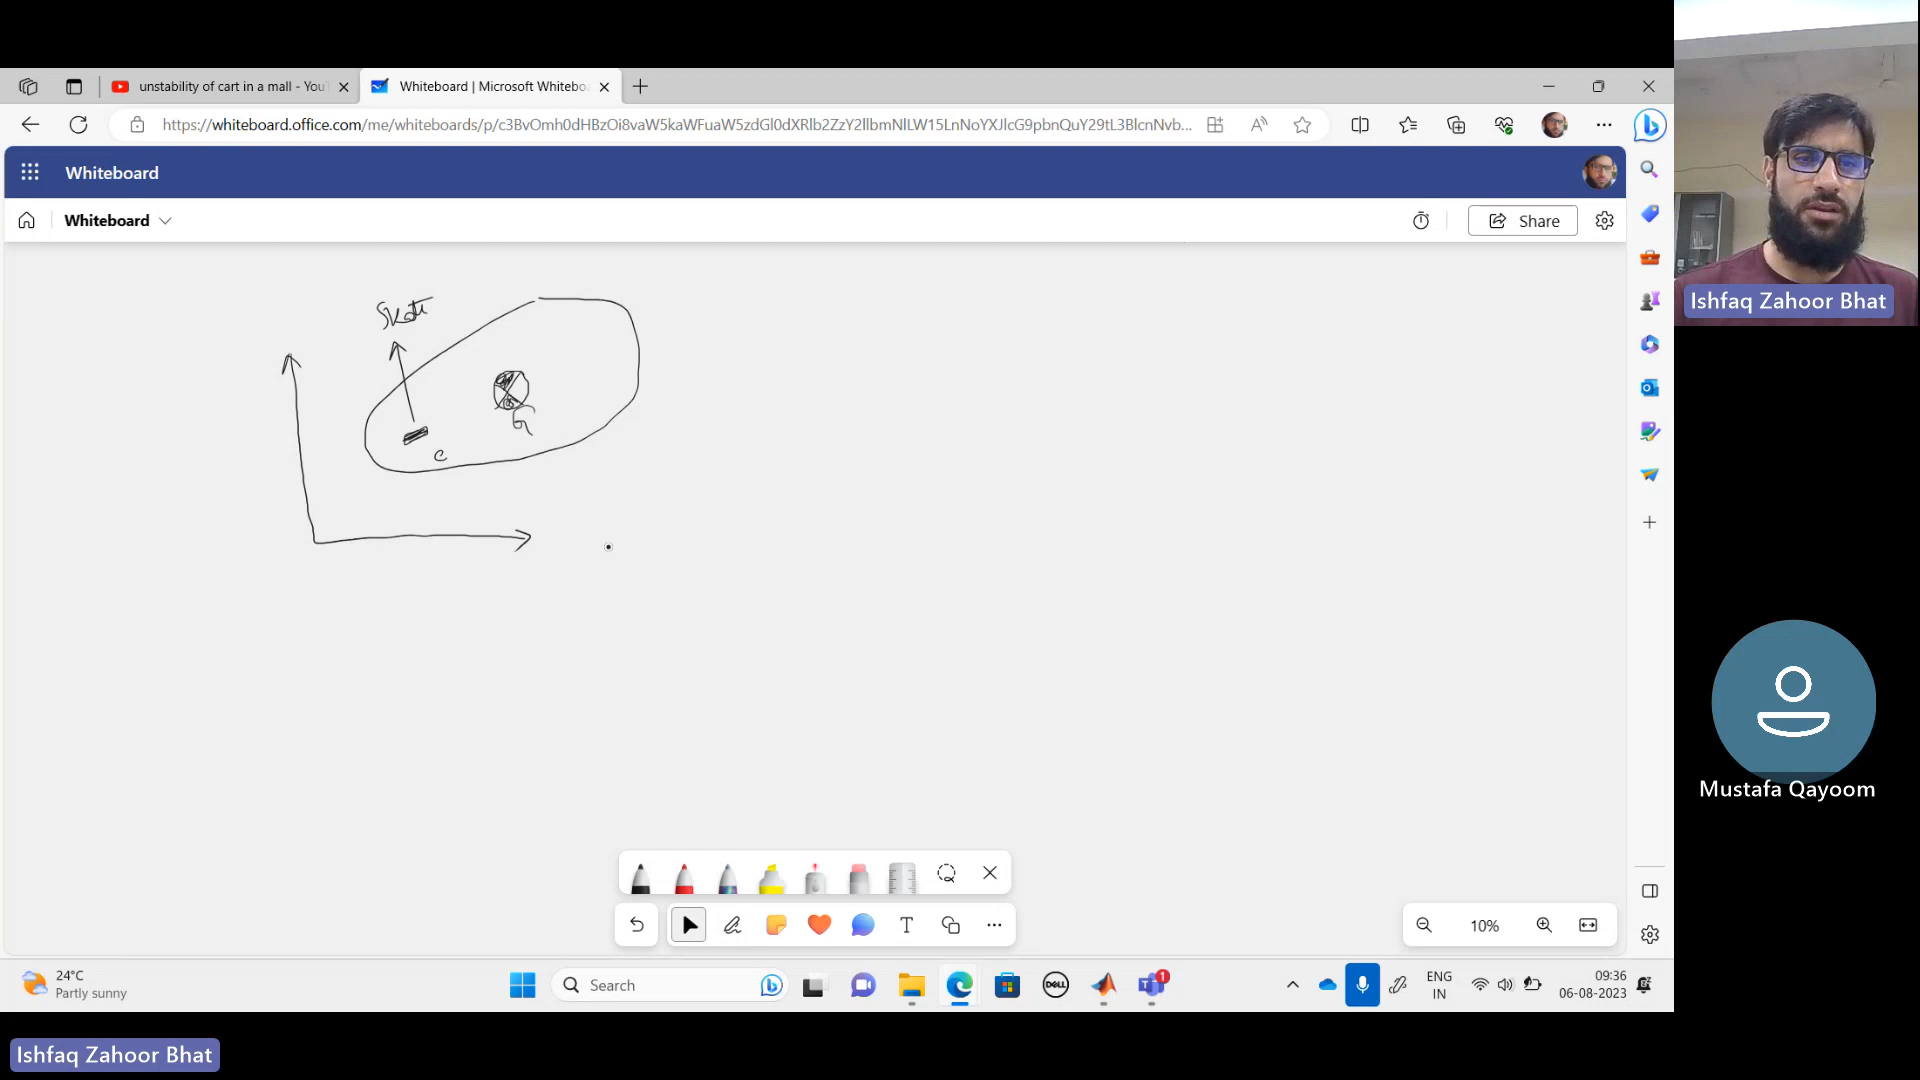 unstability of cart in a mall - You
Whiteboard | Microsoft Whitebo
https://whiteboard.office.com/me/whiteboards/p/c3BvOmh0dHBzOi8vaW5kaWFuaW5zdGl0dXRlb2ZzY2llbmNlLW15LnNoYXJlcG9pbnQuY29tL3BlcnNvb...
Whiteboard
Whiteboard
Share
Skate
G
c
10%
24°C
Partly sunny
Search
1
ENG
IN
09:36
06-08-2023
Ishfaq Zahoor Bhat
Mustafa Qayoom
Ishfaq Zahoor Bhat